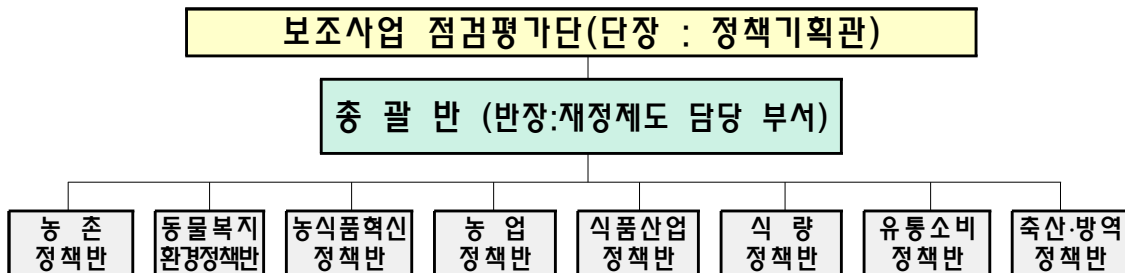 보조사업 점검평가단(단장 : 정책기획관)
총 괄 반 (반장:재정제도 담당 부서)
농 촌
정책반
동물복지
환경정책반
농식품혁신
정책반
농 업
정책반
식품산업
정책반
식 량
정책반
유통소비
정책반
축산·방역
정책반